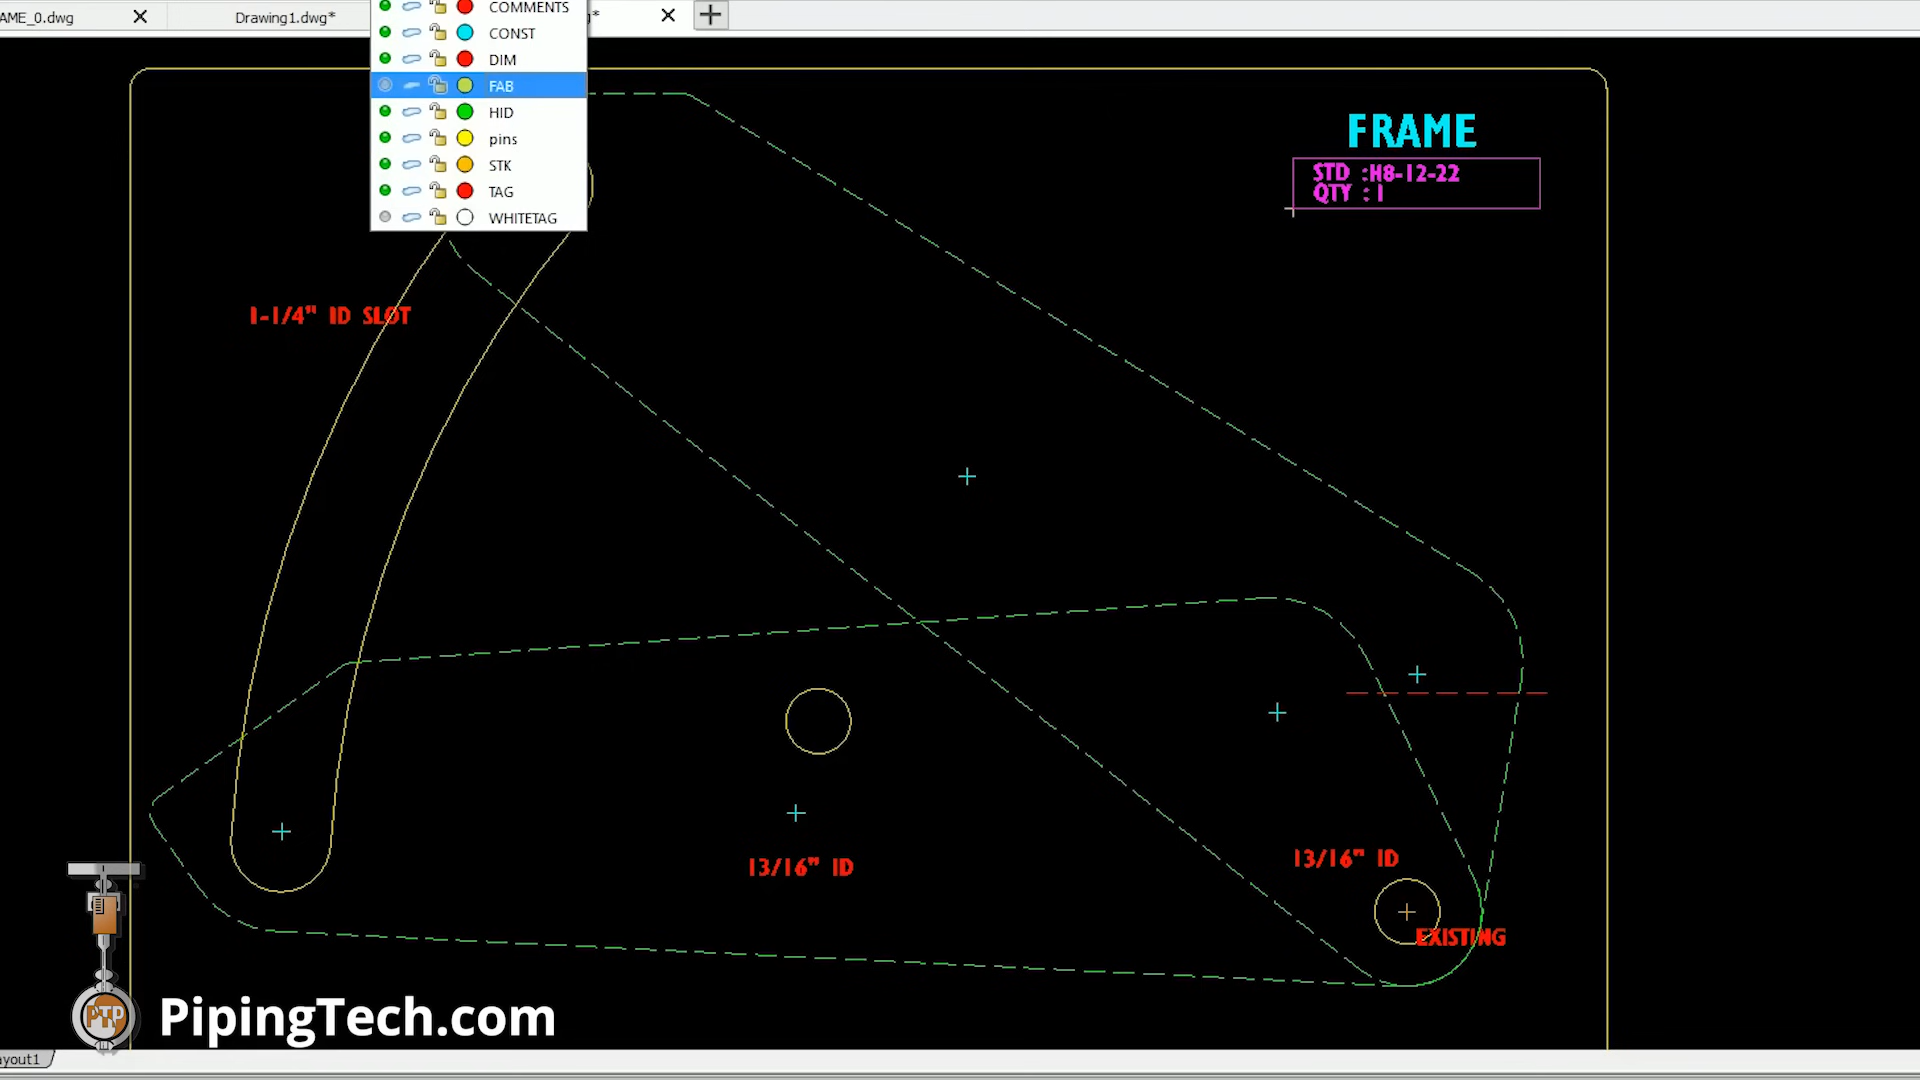 AME_0.dwg
Drawing1.dwg*
*
COMMENTS
CONST
DIM
FAB
HID
pins
STK
TAG
WHITETAG
FRAME
STD :H8-12-22
QTY : 1
1-1/4" ID SLOT
13/16" ID
13/16" ID
EXISTING
PTP
PipingTech.com
ayout1